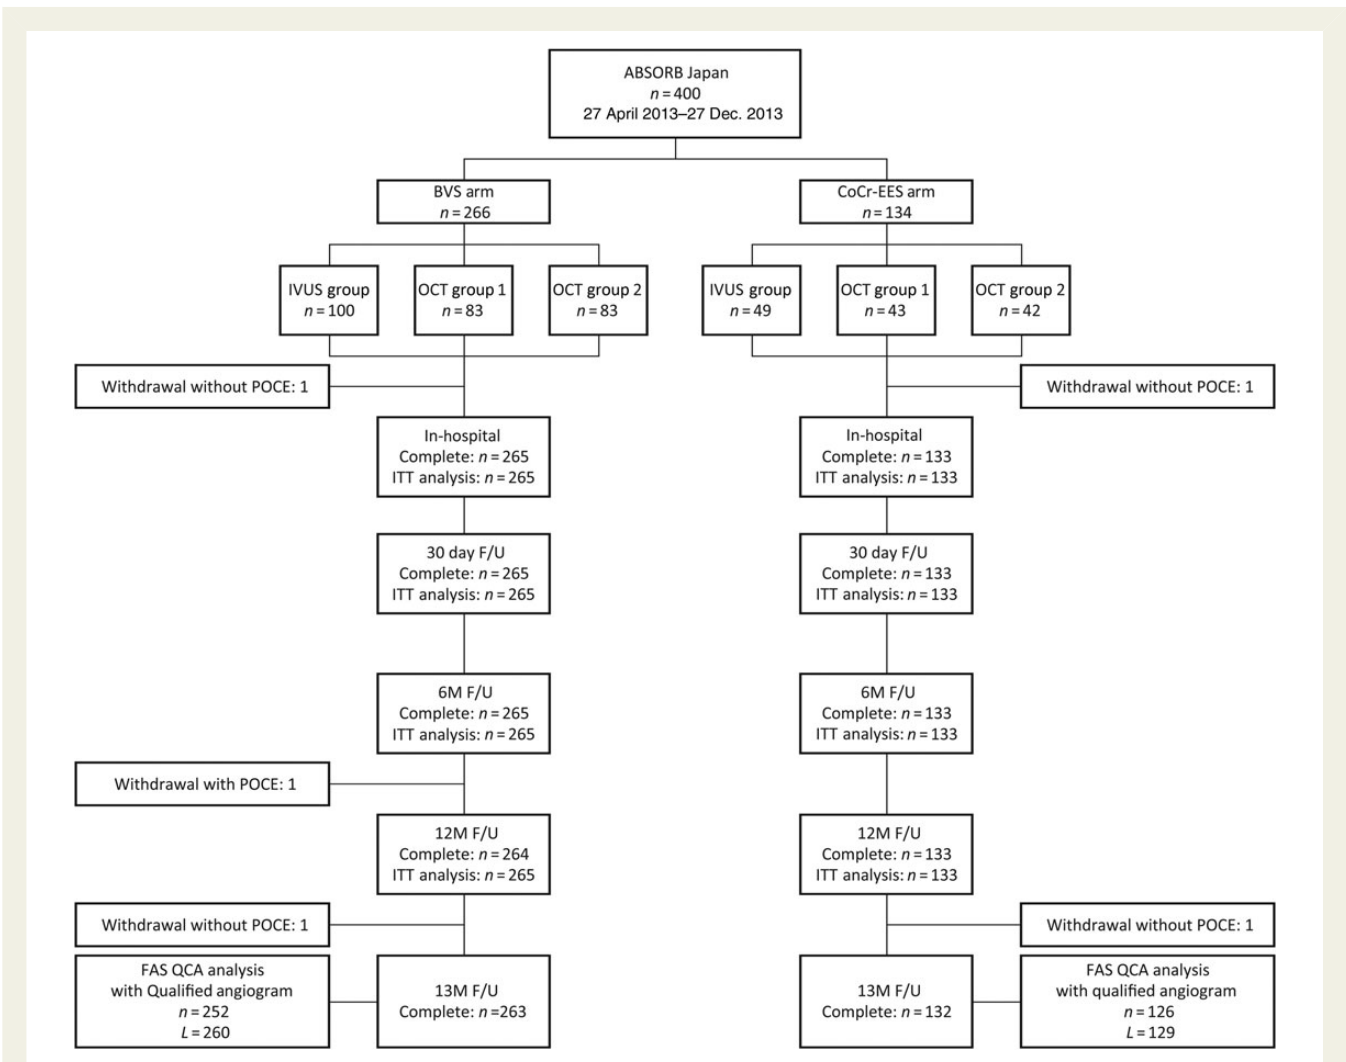 ABSORB Japan
n = 400
27 April 2013–27 Dec. 2013
BVS arm
n = 266
CoCr-EES arm
n = 134
IVUS group
n = 100
OCT group 1
n = 83
OCT group 2
n = 83
IVUS group
n = 49
OCT group 1
n = 43
OCT group 2
n = 42
Withdrawal without POCE: 1
Withdrawal without POCE: 1
In-hospital
Complete: n = 265
ITT analysis: n = 265
In-hospital
Complete: n = 133
ITT analysis: n = 133
30 day F/U
Complete: n = 265
ITT analysis: n = 265
30 day F/U
Complete: n = 133
ITT analysis: n = 133
6M F/U
Complete: n = 265
ITT analysis: n = 265
6M F/U
Complete: n = 133
ITT analysis: n = 133
Withdrawal with POCE: 1
12M F/U
Complete: n = 264
ITT analysis: n = 265
12M F/U
Complete: n = 133
ITT analysis: n = 133
Withdrawal without POCE: 1
Withdrawal without POCE: 1
FAS QCA analysis
with Qualified angiogram
n = 252
L = 260
13M F/U
Complete: n =263
13M F/U
Complete: n = 132
FAS QCA analysis
with qualified angiogram
n = 126
L = 129